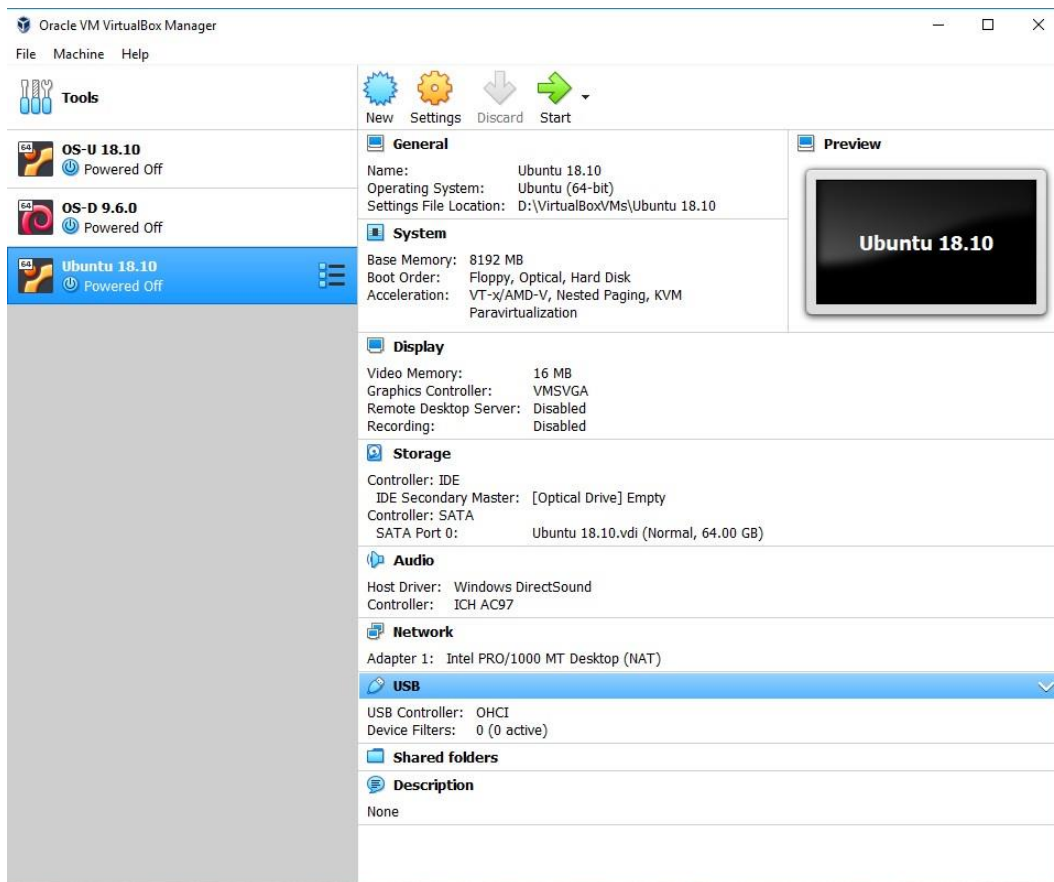 Oracle VM VirtualBox Manager
File Machine Help
Tools
New Settings Discard Start
64
OS-U 18.10
Powered Off
64
OS-D 9.6.0
Powered Off
64
Ubuntu 18.10
Powered Off
General
Name: Ubuntu 18.10
Operating System: Ubuntu (64-bit)
Settings File Location: D:\VirtualBoxVMs\Ubuntu 18.10
System
Base Memory: 8192 MB
Boot Order: Floppy, Optical, Hard Disk
Acceleration: VT-x/AMD-V, Nested Paging, KVM
Paravirtualization
Preview
Ubuntu 18.10
Display
Video Memory: 16 MB
Graphics Controller: VMSVGA
Remote Desktop Server: Disabled
Recording: Disabled
Storage
Controller: IDE
IDE Secondary Master: [Optical Drive] Empty
Controller: SATA
SATA Port 0: Ubuntu 18.10.vdi (Normal, 64.00 GB)
Audio
Host Driver: Windows DirectSound
Controller: ICH AC97
Network
Adapter 1: Intel PRO/1000 MT Desktop (NAT)
USB
USB Controller: OHCI
Device Filters: 0 (0 active)
Shared folders
Description
None